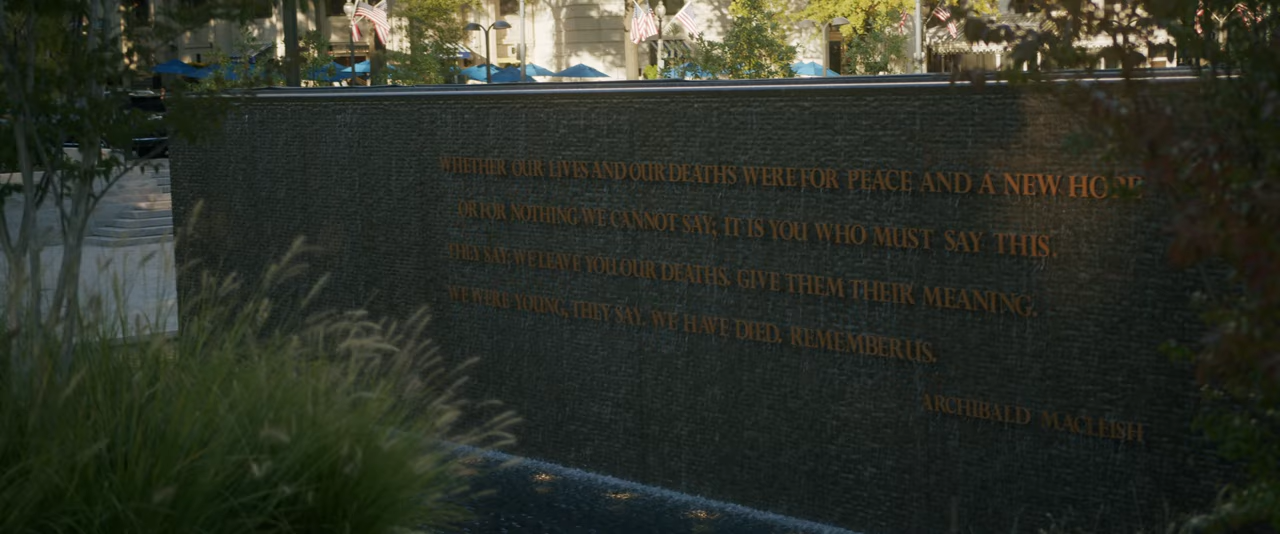 WHETHER OUR LIVES AND OUR DEATHS WERE FOR PEACE AND A NEW HOPE
OR FOR NOTHING WE CANNOT SAY; IT IS YOU WHO MUST SAY THIS.
THEY SAY, WE LEAVE YOU OUR DEATHS. GIVE THEM THEIR MEANING.
WE WERE YOUNG, THEY SAY. WE HAVE DIED. REMEMBER US.
ARCHIBALD MACLEISH